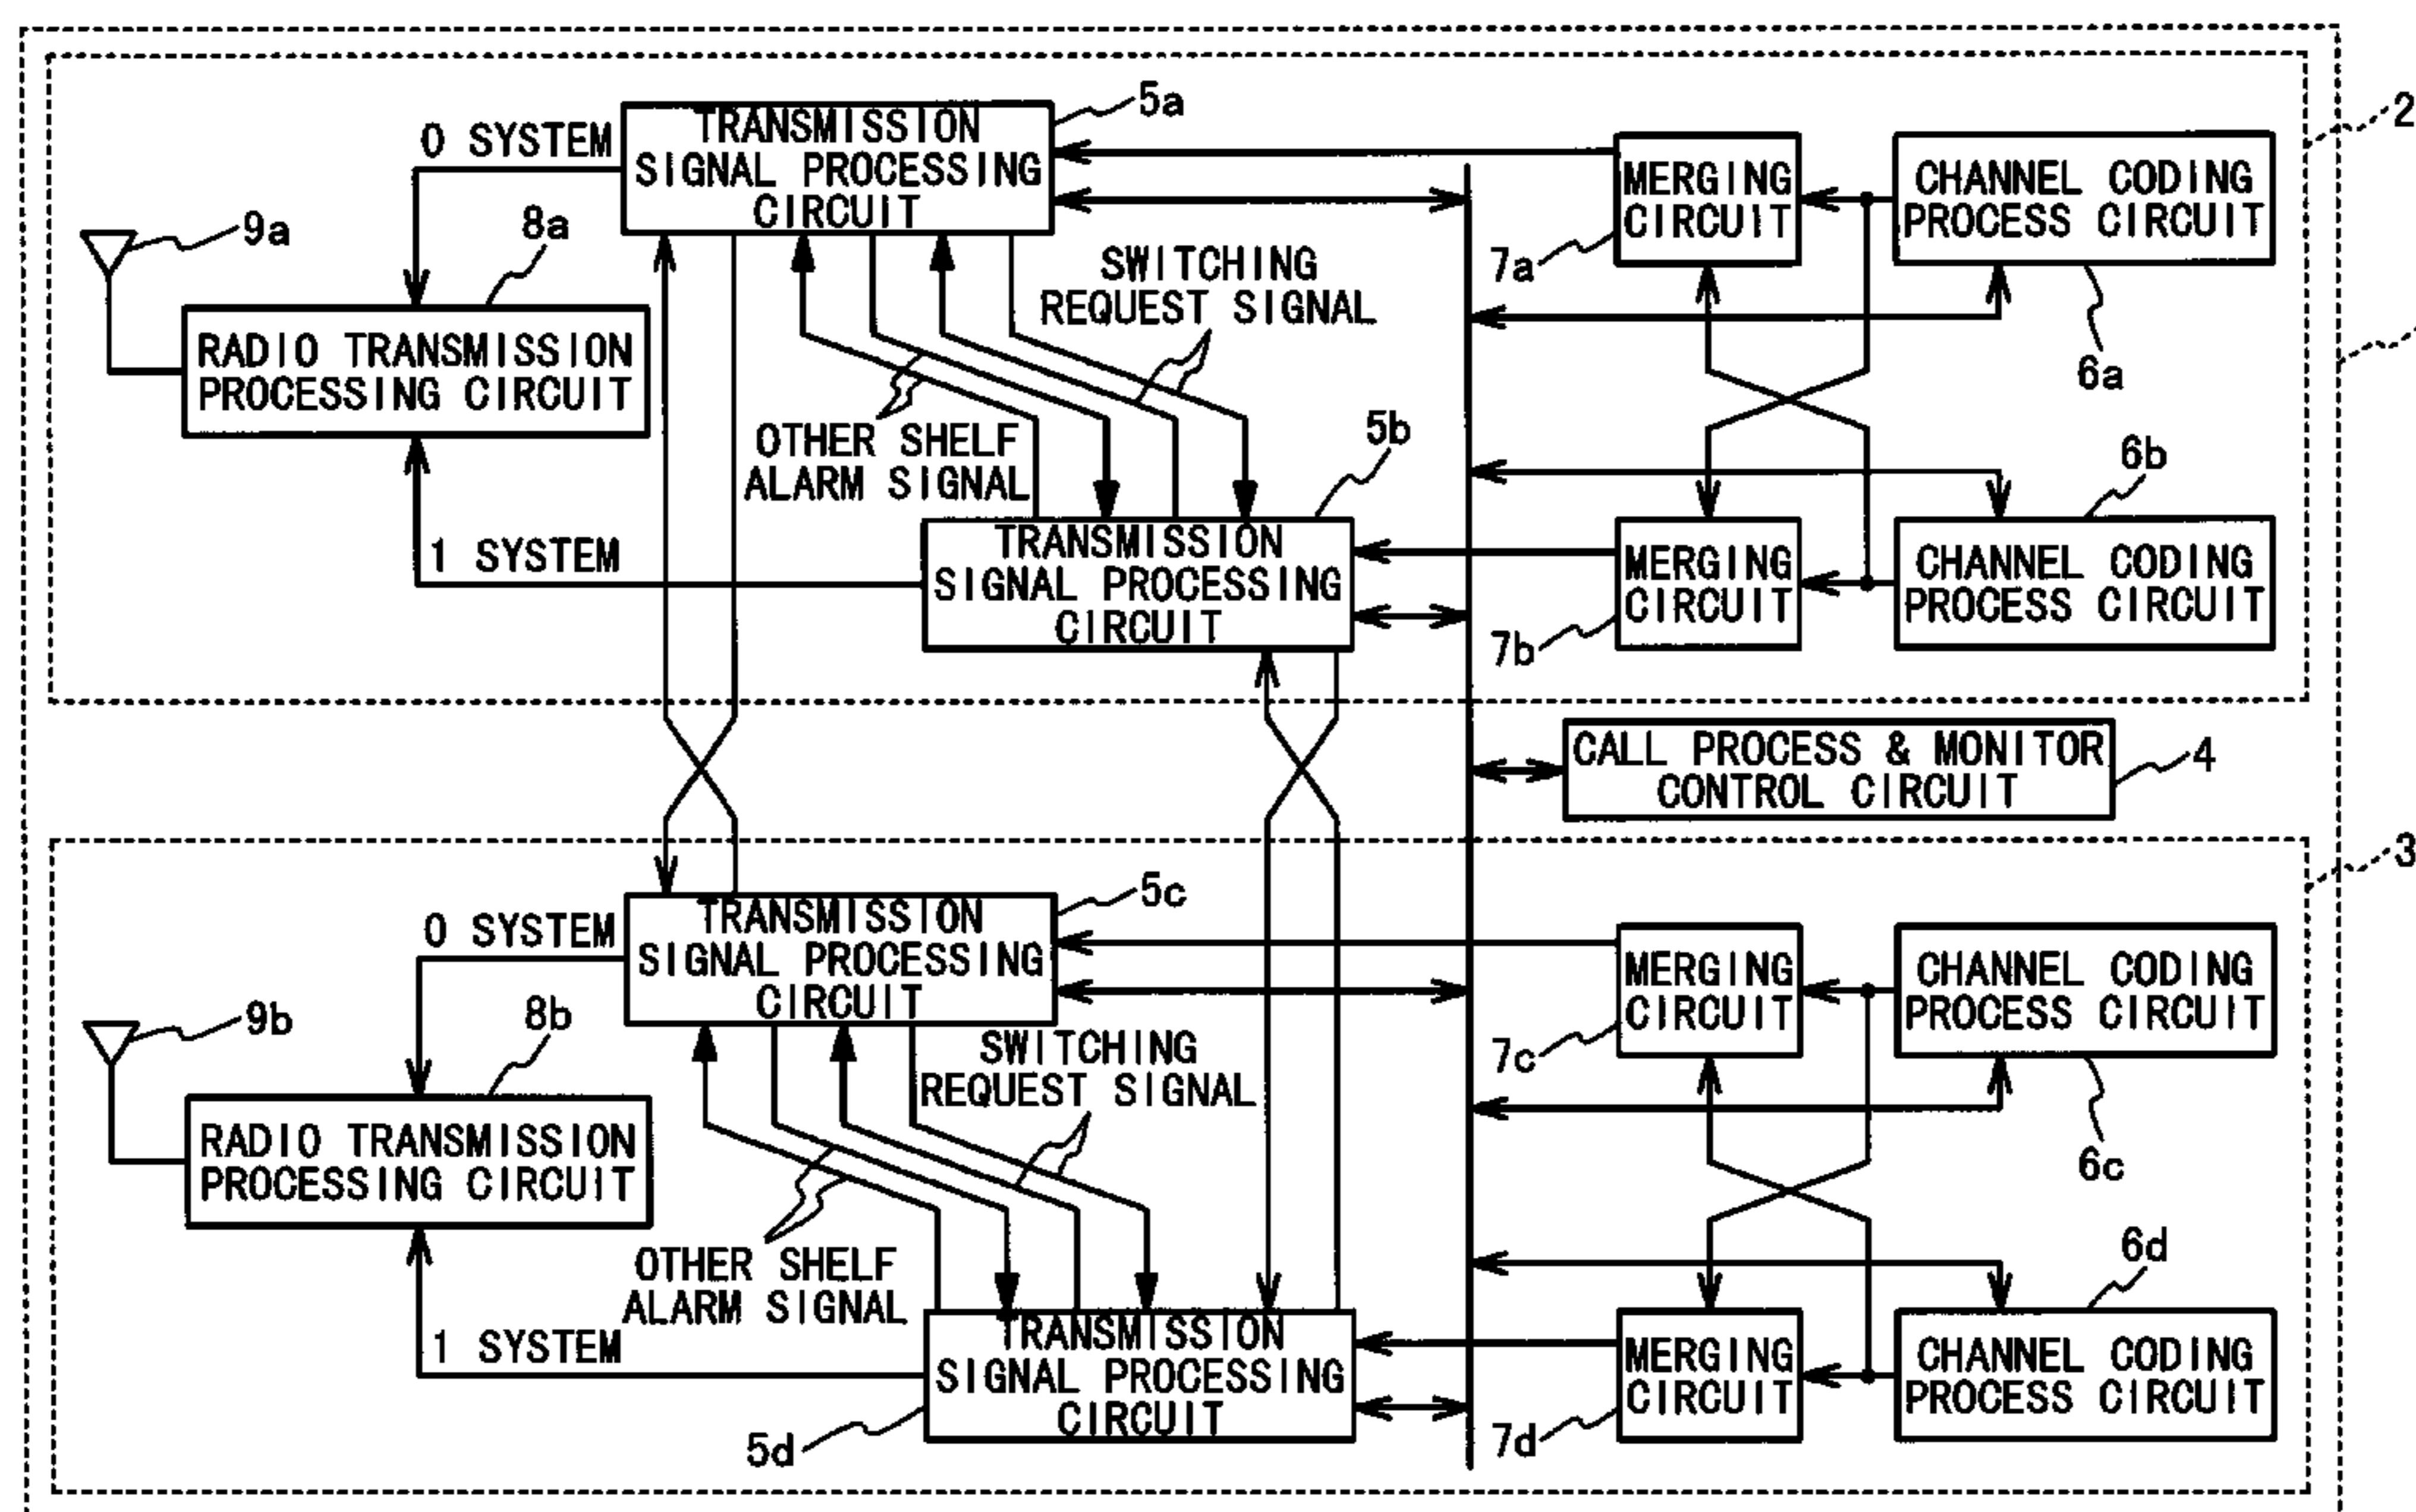 2
5a
TRANSMISSION
SIGNAL PROCESSING
CIRCUIT
0 SYSTEM
MERGING
CIRCUIT
7a
CHANNEL CODING
PROCESS CIRCUIT
6a
9a
8a
RADIO TRANSMISSION
PROCESSING CIRCUIT
SWITCHING
REQUEST SIGNAL
OTHER SHELF
ALARM SIGNAL
5b
6b
1 SYSTEM
TRANSMISSION
SIGNAL PROCESSING
CIRCUIT
MERGING
CIRCUIT
7b
CHANNEL CODING
PROCESS CIRCUIT
CALL PROCESS & MONITOR
CONTROL CIRCUIT
4
3
5c
0 SYSTEM
TRANSMISSION
SIGNAL PROCESSING
CIRCUIT
MERGING
CIRCUIT
7c
CHANNEL CODING
PROCESS CIRCUIT
6c
9b
8b
RADIO TRANSMISSION
PROCESSING CIRCUIT
SWITCHING
REQUEST SIGNAL
OTHER SHELF
ALARM SIGNAL
6d
1 SYSTEM
TRANSMISSION
SIGNAL PROCESSING
CIRCUIT
5d
MERGING
CIRCUIT
7d
CHANNEL CODING
PROCESS CIRCUIT